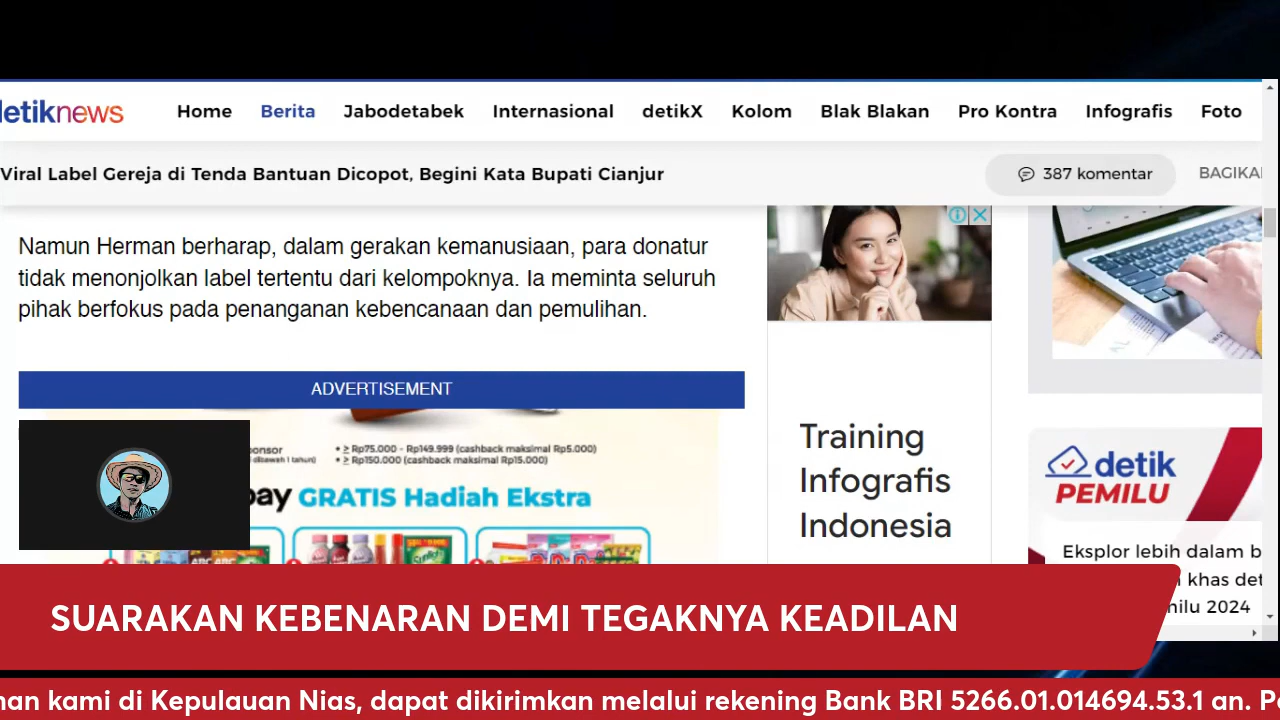 detiknews
Home Berita Jabodetabek Internasional detikX Kolom Blak Blakan Pro Kontra Infografis Foto
Viral Label Gereja di Tenda Bantuan Dicopot, Begini Kata Bupati Cianjur
387 komentar
Namun Herman berharap, dalam gerakan kemanusiaan, para donatur
tidak menonjolkan label tertentu dari kelompoknya. Ia meminta seluruh
pihak berfokus pada penanganan kebencanaan dan pemulihan.
ADVERTISEMENT
• ≥ Rp75.000 - Rp149.999 (cashback maksimal Rp5.000)
• ≥ Rp150.000 (cashback maksimal Rp15.000)
GRATIS Hadiah Ekstra
Training
Infografis
Indonesia
detik
PEMILU
Eksplor lebih dalam
khas
2024
SUARAKAN KEBENARAN DEMI TEGAKNYA KEADILAN
kami di Kepulauan Nias, dapat dikirimkan melalui rekening Bank BRI 5266.01.014694.53.1 an.